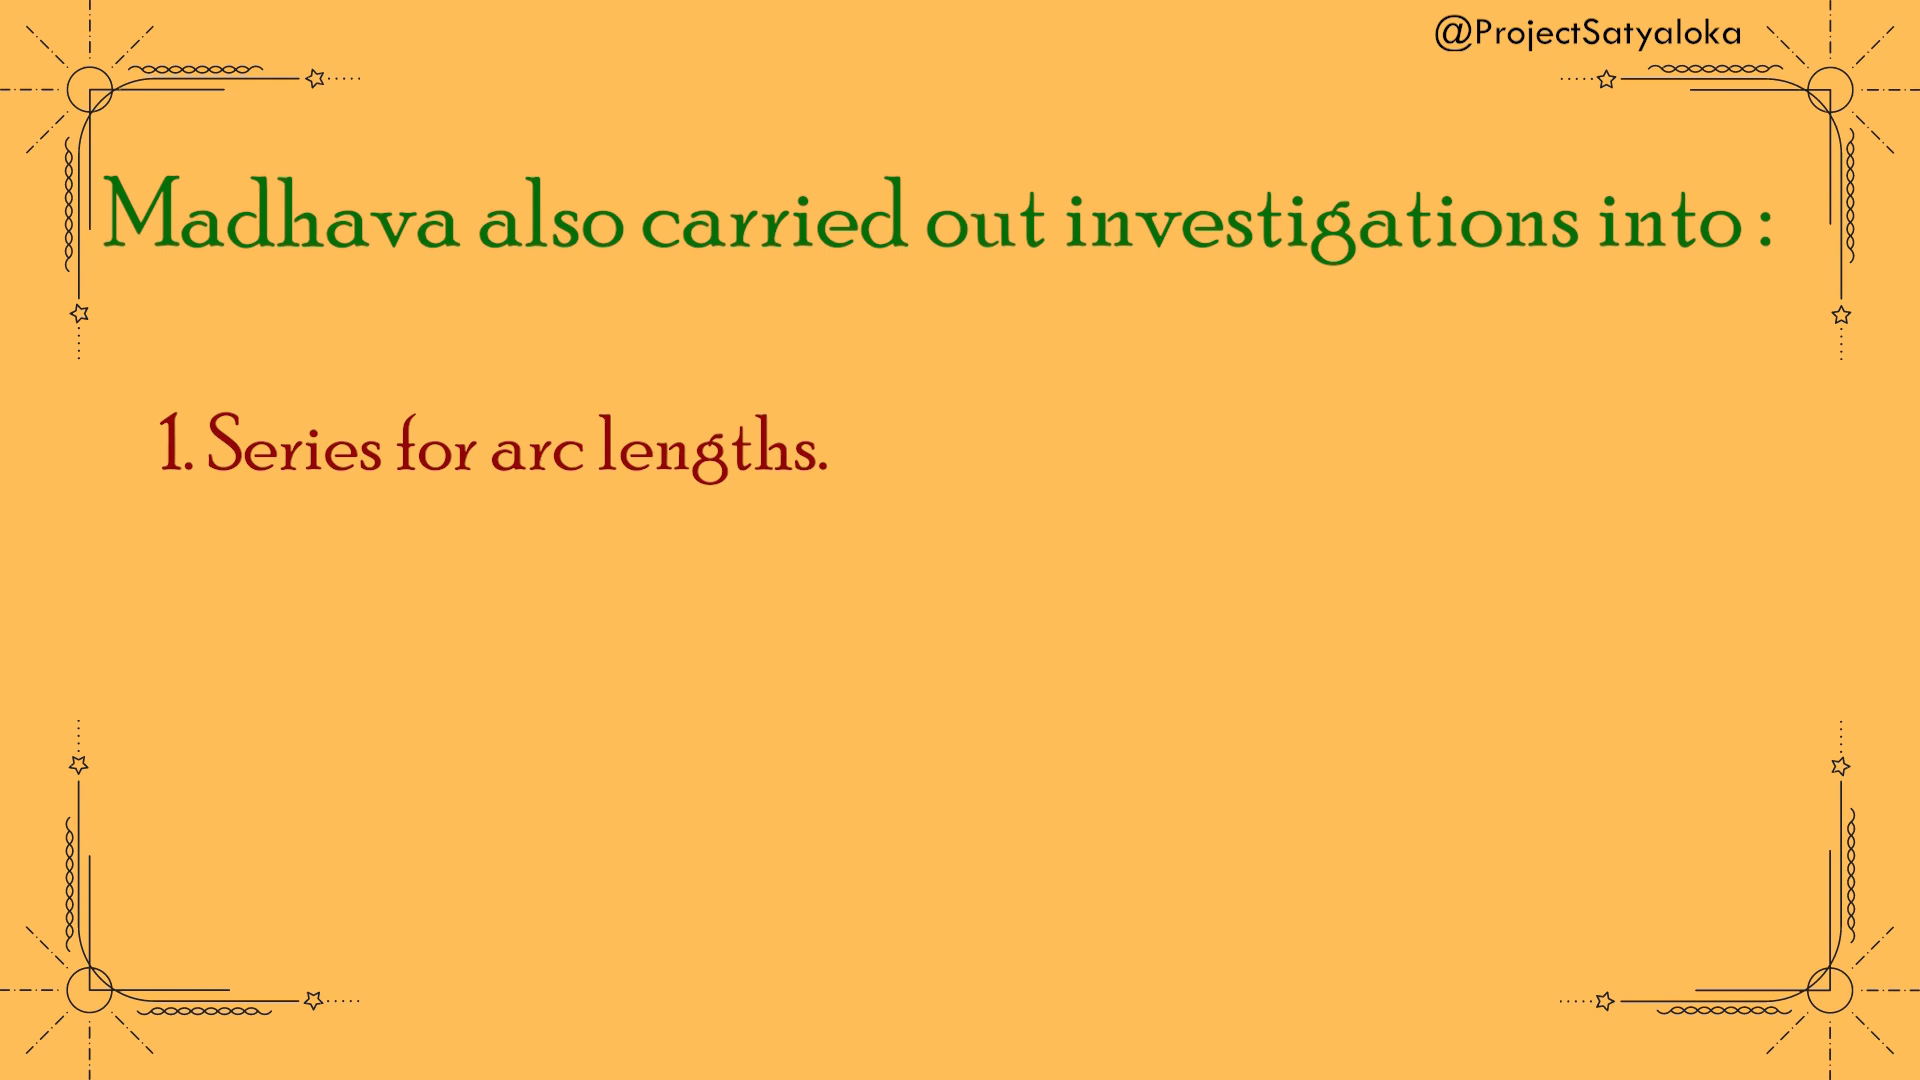 @ProjectSatyaloka
Madhava also carried out investigations into :
1. Series for arc lengths.